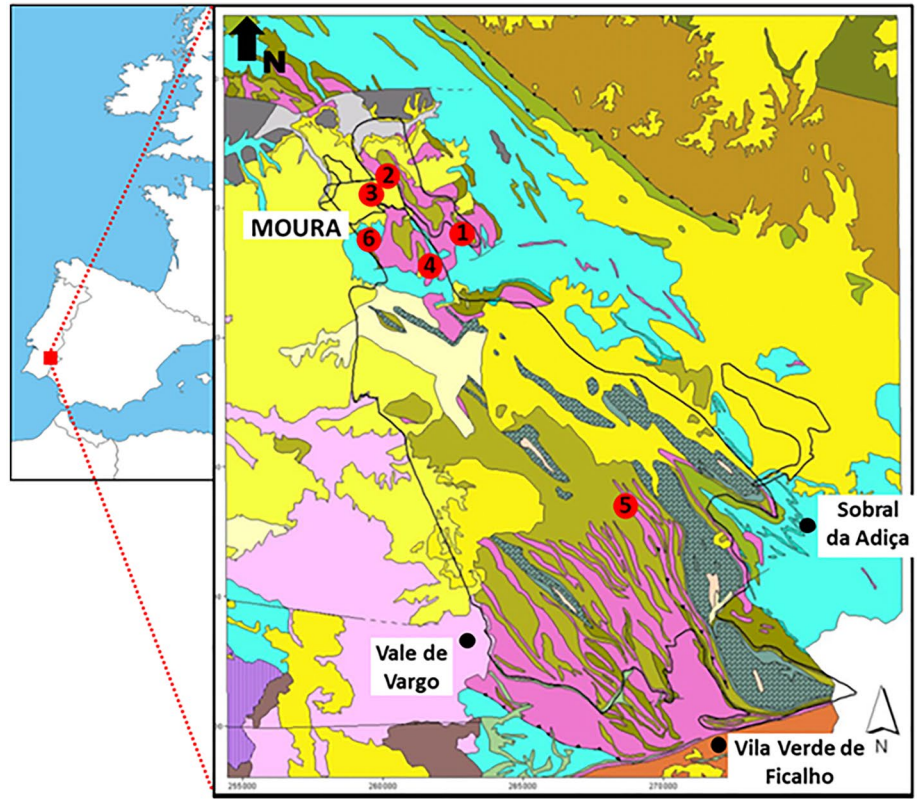 N
2
3
MOURA
1
6
4
5
Sobral
da Adiça
Vale de
Vargo
N
Vila Verde de
Ficalho
255000
260000
265000
270000